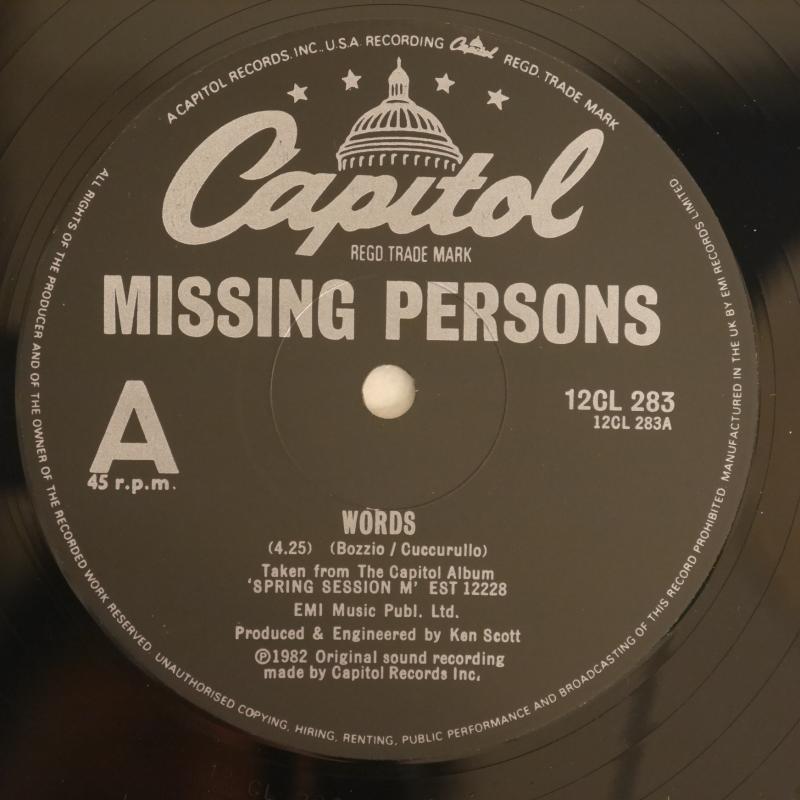 A CAPITOL RECORDS, INC., U.S.A. RECORDING Capitol REGD. TRADE MARK
Capitol
REGD TRADE MARK
MISSING PERSONS
A
45 r.p.m.
12CL 283
12CL 283A
WORDS
(4.25) (Bozzio / Cuccurullo)
Taken from The Capitol Album
'SPRING SESSION M' EST 12228
EMI Music Publ. Ltd.
Produced & Engineered by Ken Scott
Ⓟ1982 Original sound recording
made by Capitol Records Inc.
ALL RIGHTS OF THE PRODUCER AND OF THE OWNER OF THE RECORDED WORK RESERVED. UNAUTHORISED COPYING, HIRING, RENTING, PUBLIC PERFORMANCE AND BROADCASTING OF THIS RECORD PROHIBITED MANUFACTURED IN THE UK BY EMI RECORDS LIMITED